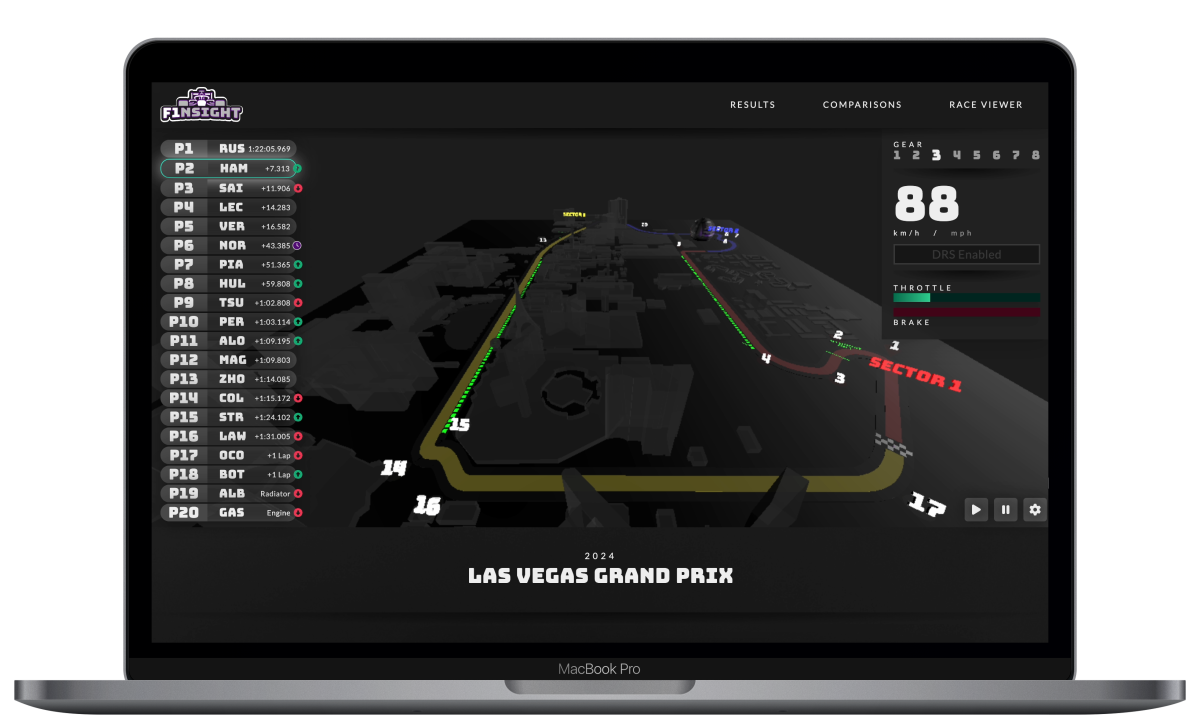 F1NSIGHT
RESULTS COMPARISONS RACE VIEWER
P1 RUS 1:22:05.969
P2 HAM +7.313
P3 SAI +11.906
P4 LEC +14.283
P5 VER +16.582
P6 NOR +43.385
P7 PIA +51.365
P8 HUL +59.808
P9 TSU +1:02.808
P10 PER +1:03.114
P11 ALO +1:09.195
P12 MAG +1:09.803
P13 ZHO +1:14.085
P14 COL +1:15.172
P15 STR +1:24.102
P16 LAW +1:31.005
P17 OCO +1 Lap
P18 BOT +1 Lap
P19 ALB Radiator
P20 GAS Engine
GEAR
1 2 3 4 5 6 7 8
88
km/h / mph
DRS Enabled
THROTTLE
BRAKE
13
7
2
1
4
3
SECTOR 1
15
14
16
17
2024
LAS VEGAS GRAND PRIX
MacBook Pro